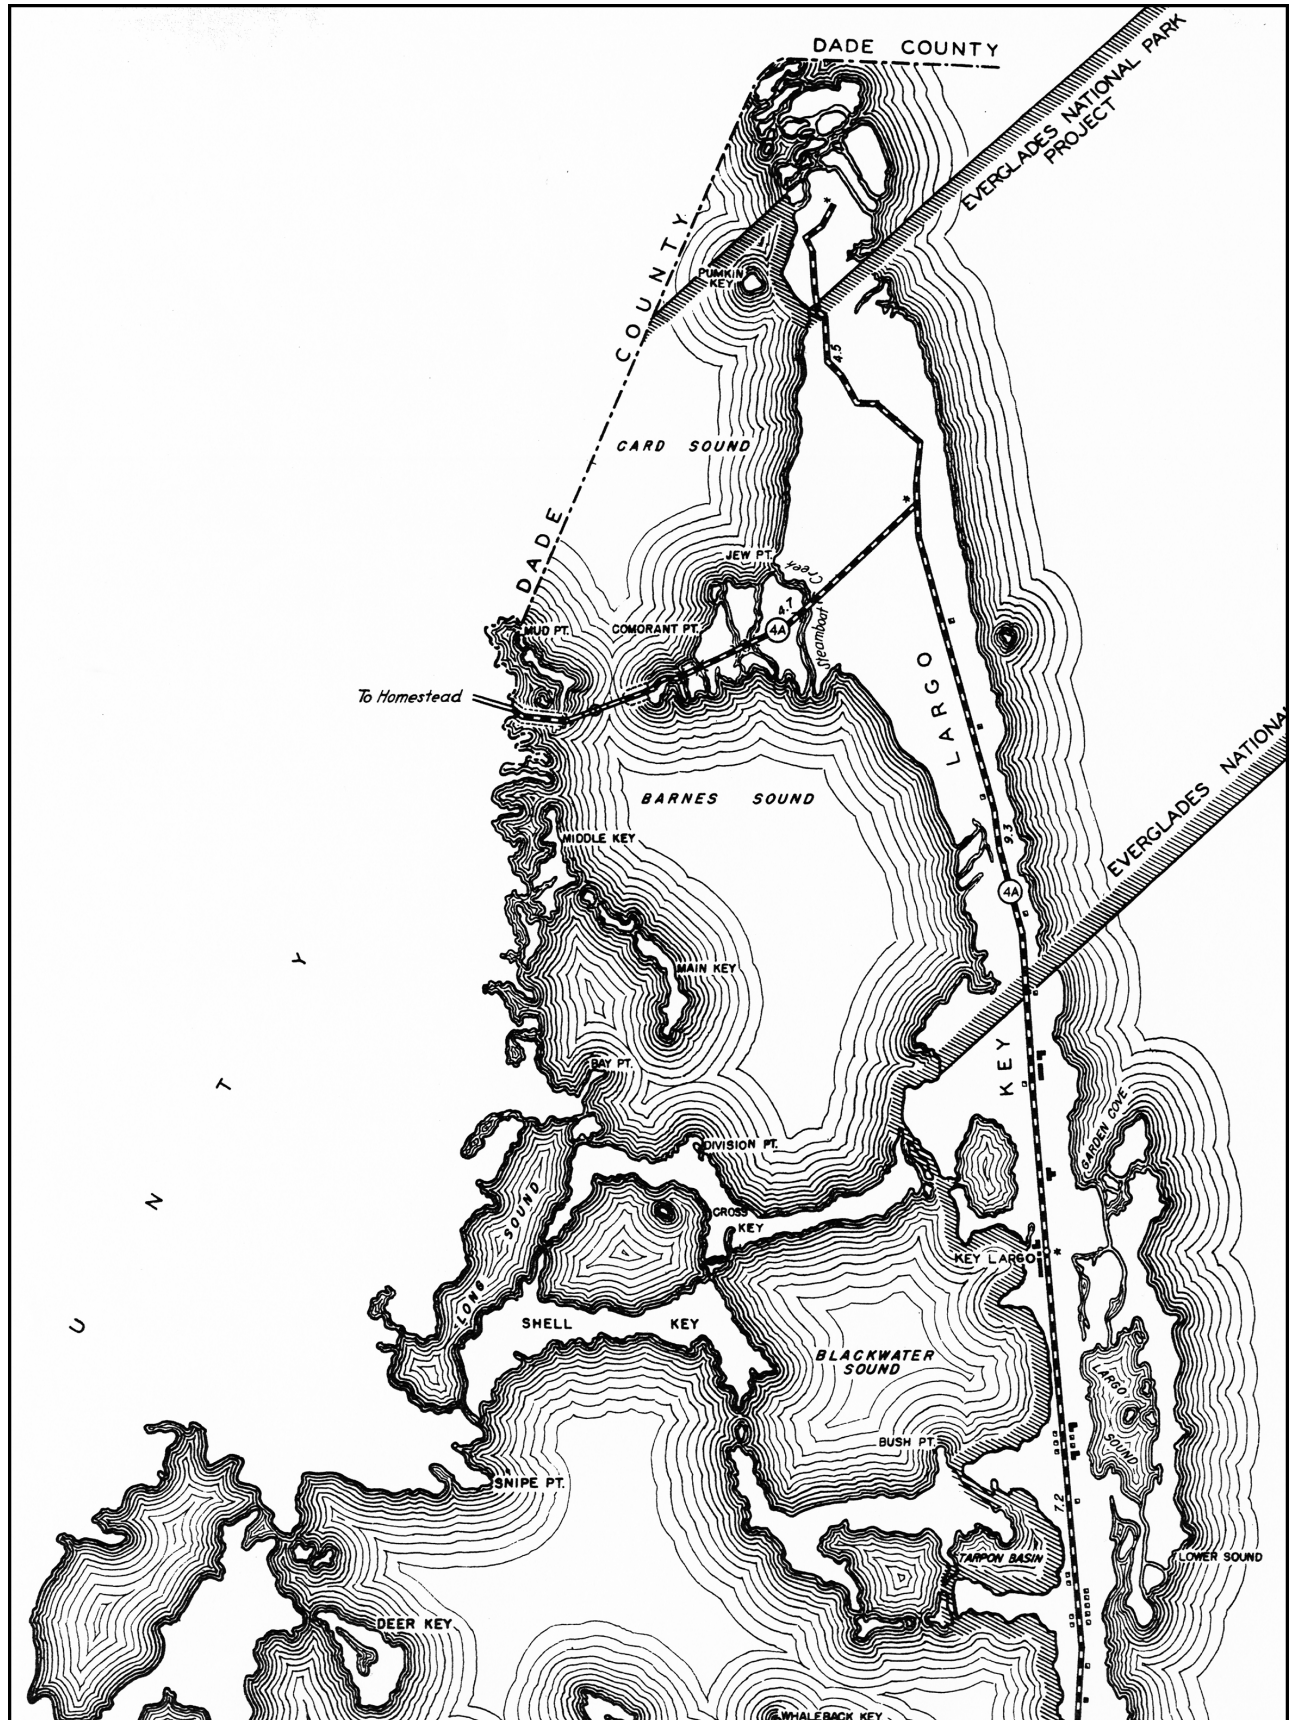 DADE COUNTY
EVERGLADES NATIONAL PARK
PROJECT
PUMKIN
KEY
DADE COUNTY
4.5
CARD SOUND
*
*
JEW PT.
Creek
Steamboat
4.7
4A
MUD PT.
COMORANT PT.
To Homestead
KEY LARGO
BARNES SOUND
MIDDLE KEY
9.3
4A
EVERGLADES NATIONAL
MAIN KEY
BAY PT.
GARDEN COVE
DIVISION PT.
CROSS
KEY
LONG SOUND
KEY LARGO
*
SHELL KEY
BLACKWATER
SOUND
LARGO SOUND
BUSH PT.
SNIPE PT.
7.2
TARPON BASIN
LOWER SOUND
DEER KEY
WHALEBACK KEY
U N T Y